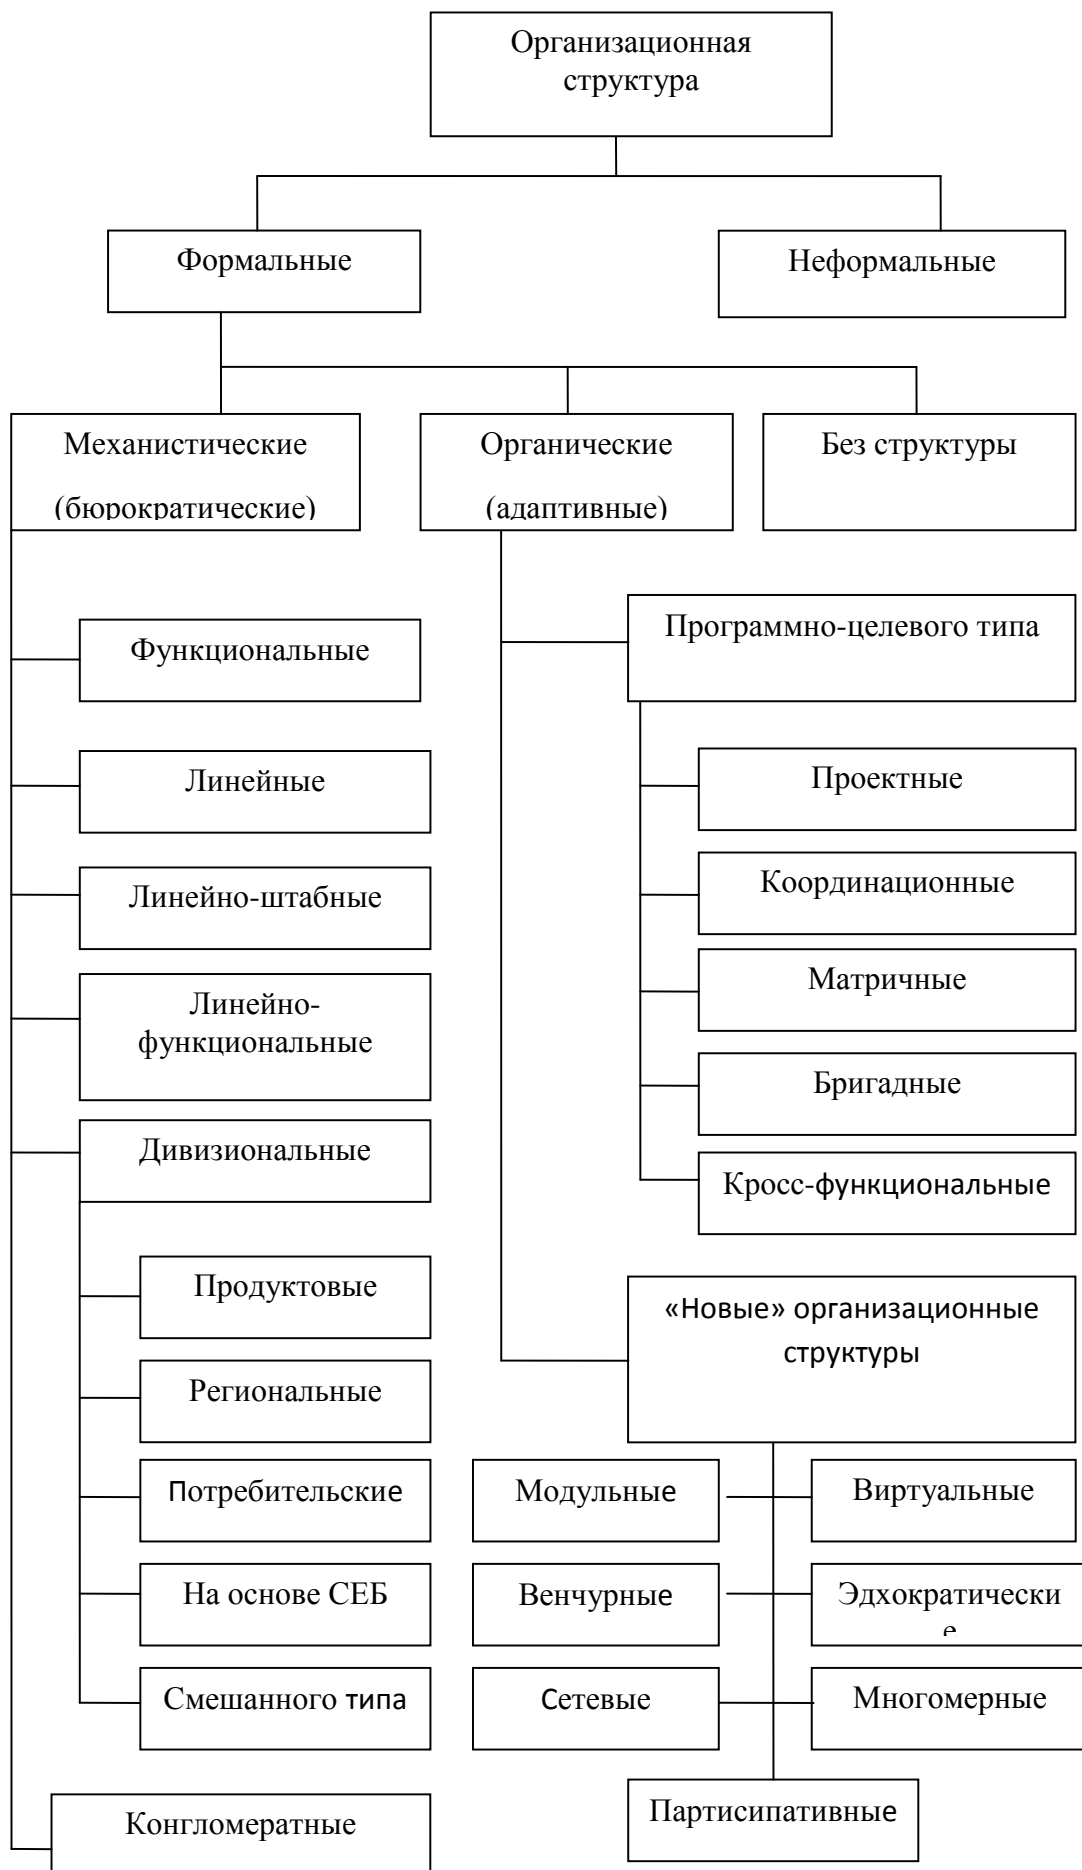 Организационная
структура
Формальные
Неформальные
Механистические
(бюрократические)
Органические
(адаптивные)
Без структуры
Функциональные
Линейные
Линейно-штабные
Линейно-
функциональные
Дивизиональные
Продуктовые
Региональные
Потребительские
На основе СЕБ
Смешанного типа
Конгломератные
Программно-целевого типа
Проектные
Координационные
Матричные
Бригадные
Кросс-функциональные
«Новые» организационные
структуры
Модульные
Виртуальные
Венчурные
Эдхократически
е
Сетевые
Многомерные
Партисипативные